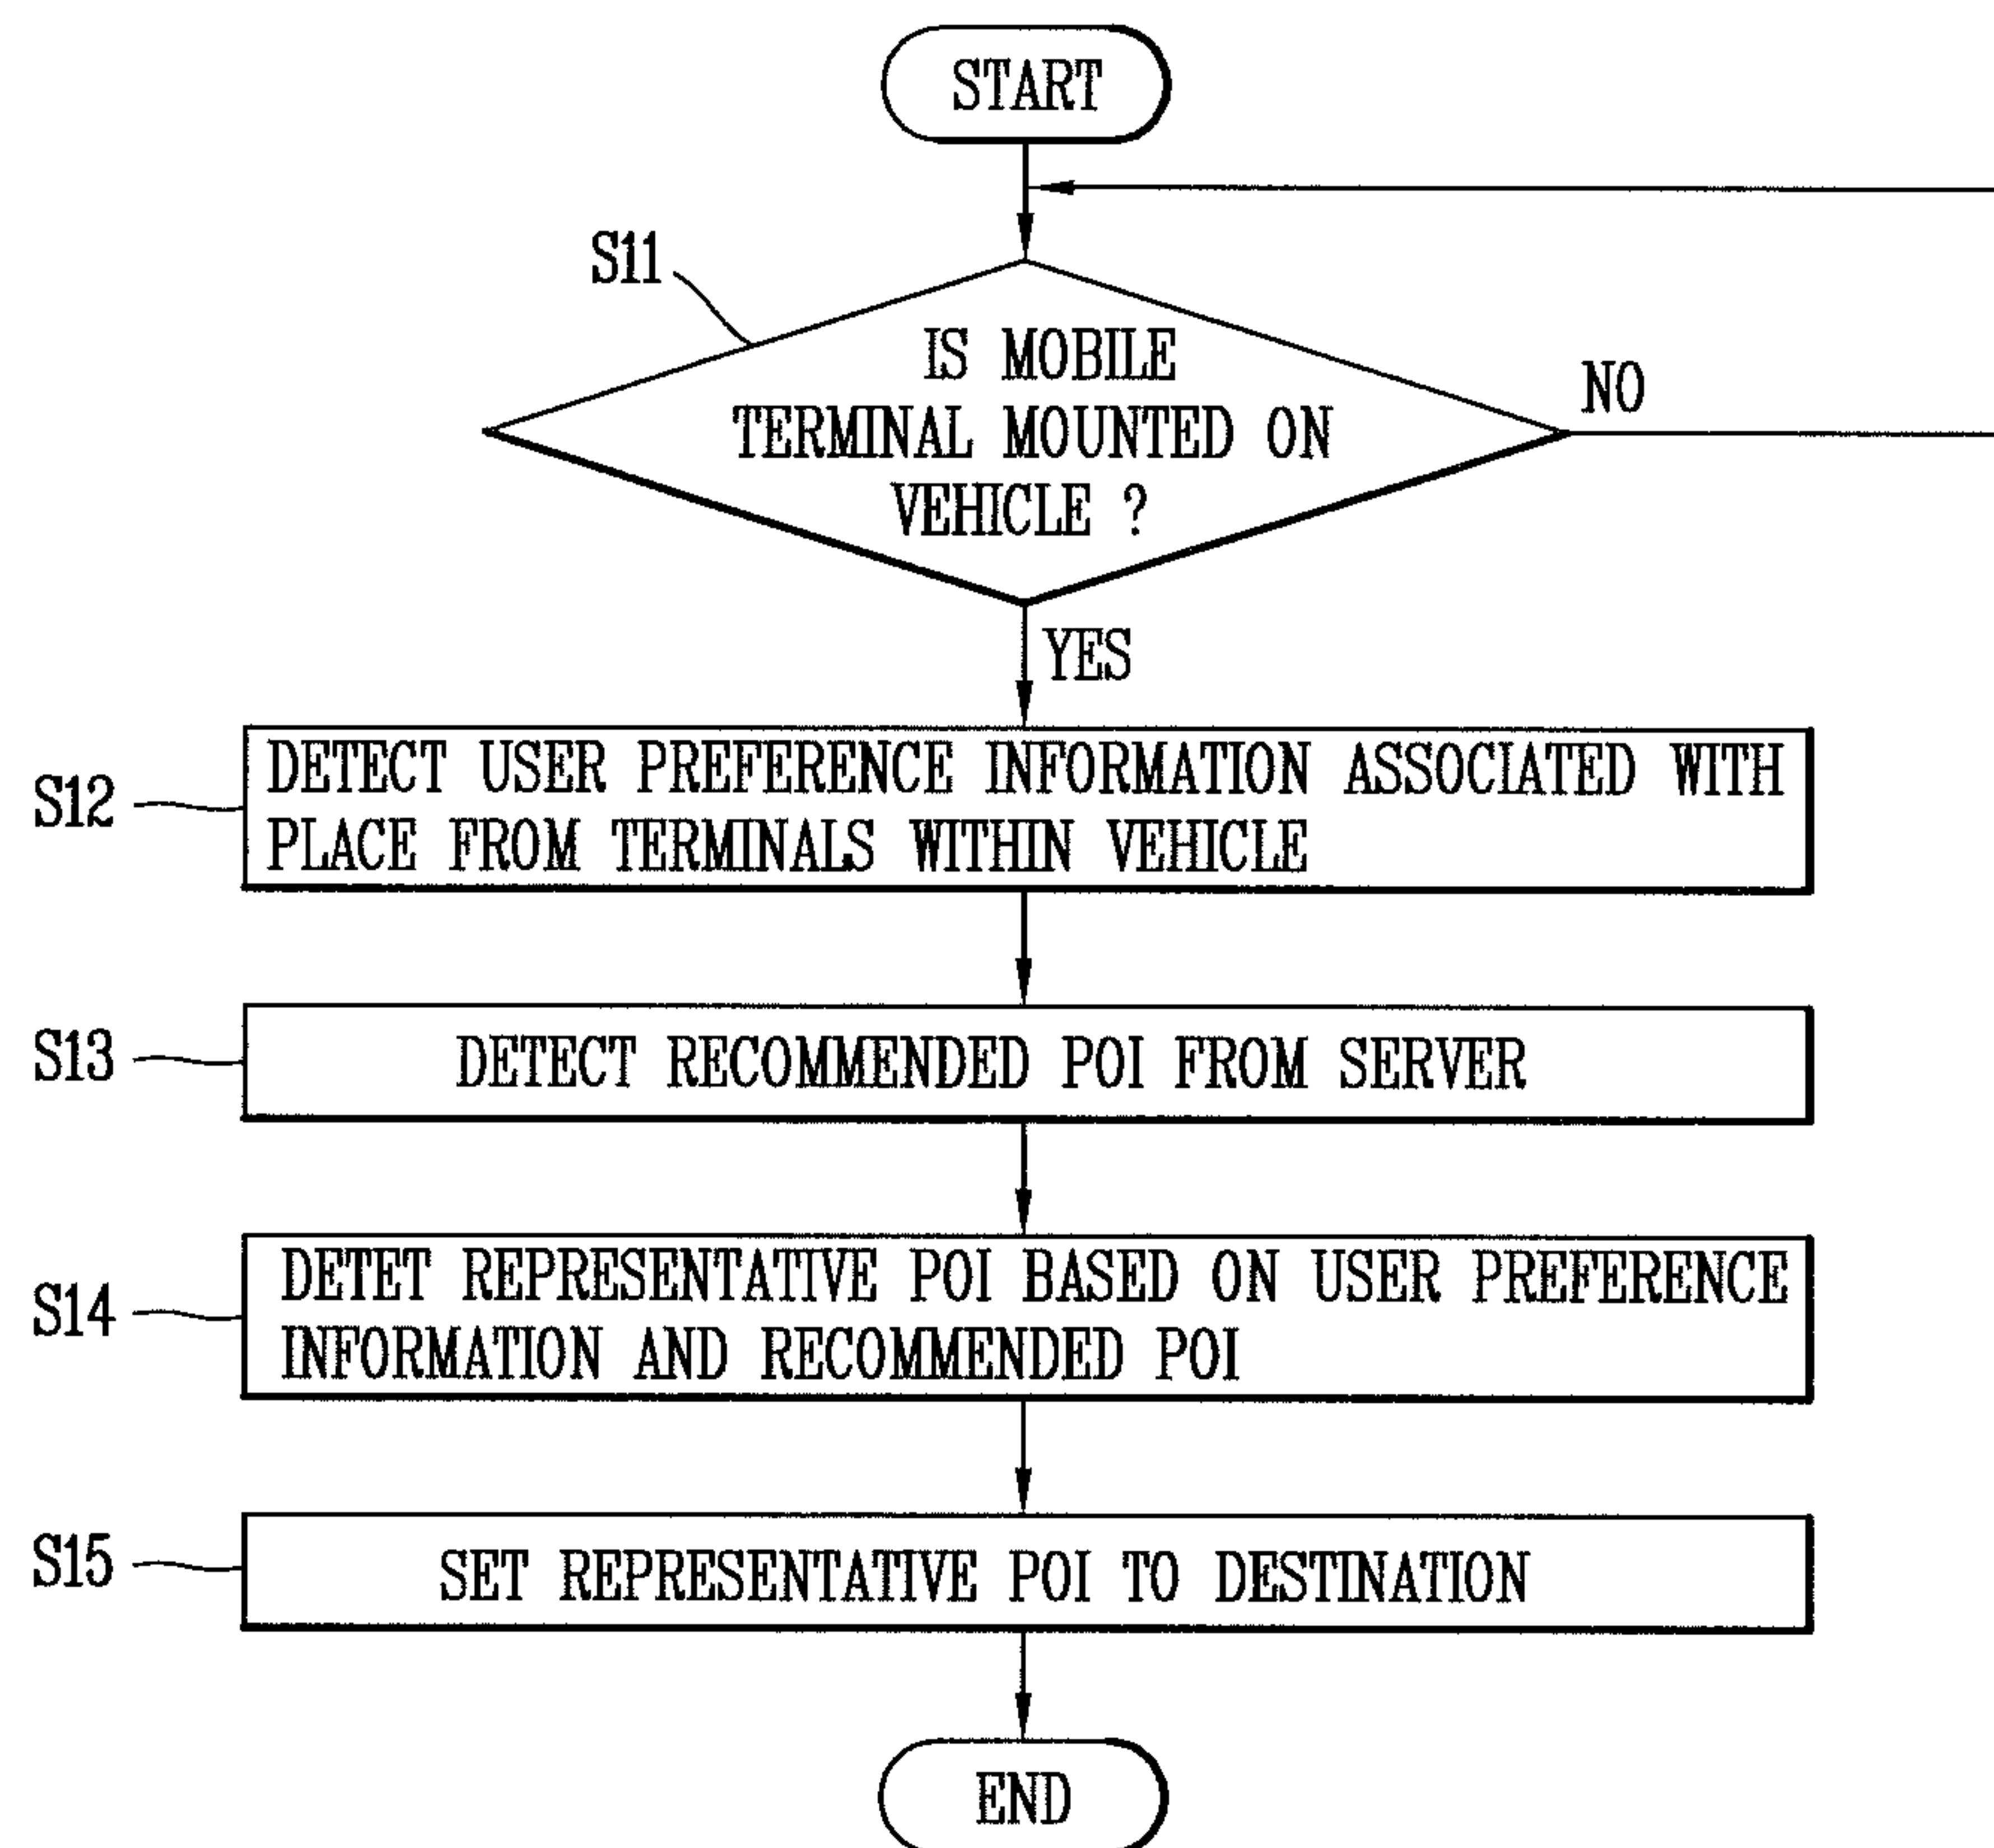 START
S11
IS MOBILE
TERMINAL MOUNTED ON
VEHICLE ?
NO
YES
S12
DETECT USER PREFERENCE INFORMATION ASSOCIATED WITH
PLACE FROM TERMINALS WITHIN VEHICLE
S13
DETECT RECOMMENDED POI FROM SERVER
S14
DETET REPRESENTATIVE POI BASED ON USER PREFERENCE
INFORMATION AND RECOMMENDED POI
S15
SET REPRESENTATIVE POI TO DESTINATION
END